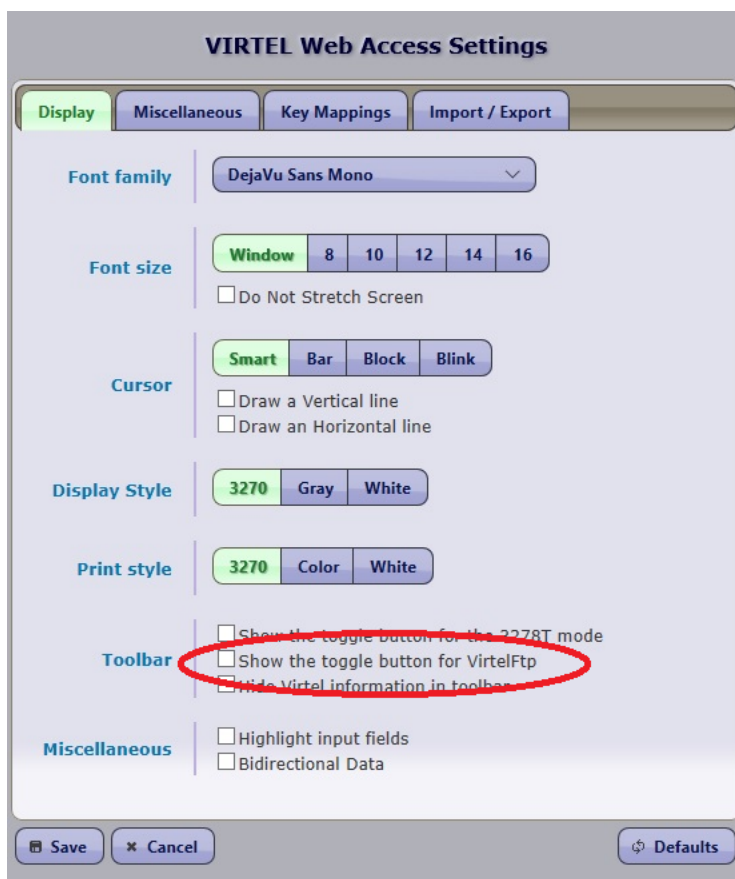 VIRTEL Web Access Settings
Display Miscellaneous Key Mappings Import / Export
Font family DejaVu Sans Mono
Font size Window 8 10 12 14 16
Do Not Stretch Screen
Cursor Smart Bar Block Blink
Draw a Vertical line
Draw an Horizontal line
Display Style 3270 Gray White
Print style 3270 Color White
Show the toggle button for the 3278T mode
Toolbar Show the toggle button for VirtelFtp
Hide Virtel information in toolbar
Miscellaneous Highlight input fields
Bidirectional Data
Save Cancel Defaults